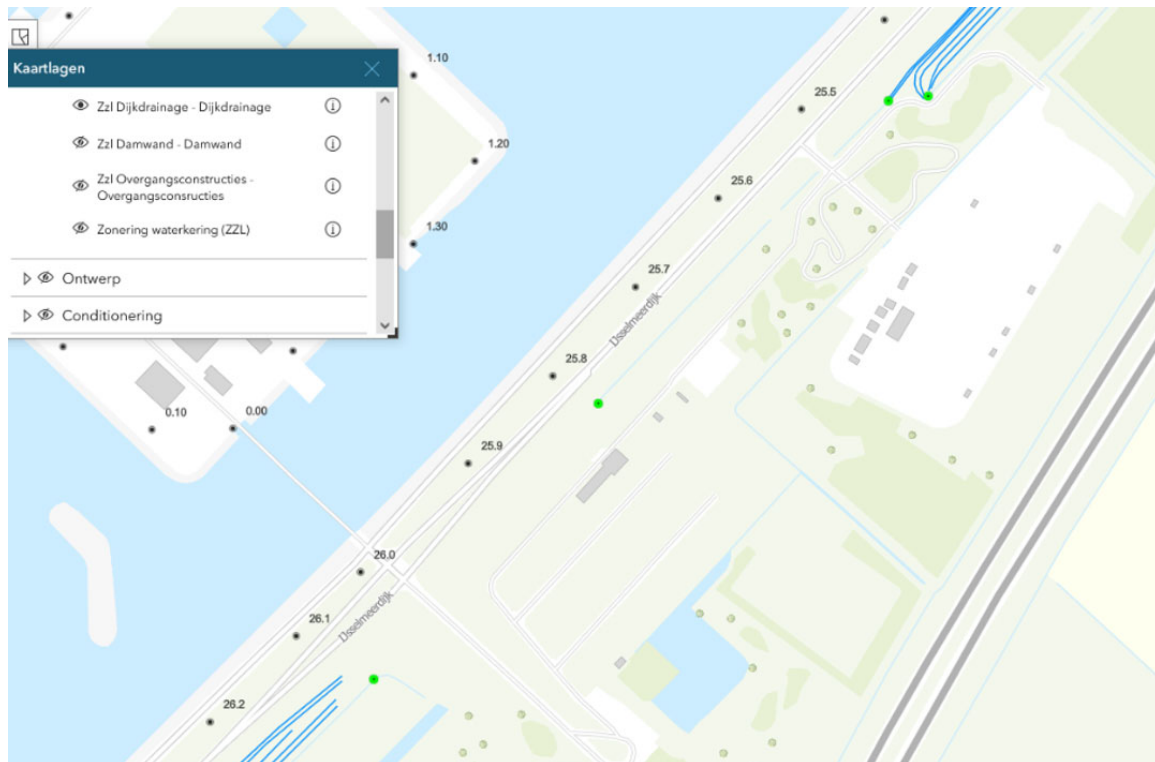 Kaartlagen
Zzl Dijkdrainage - Dijkdrainage
Zzl Damwand - Damwand
Zzl Overgangsconstructies -
Overgangsconsructies
Zonering waterkering (ZZL)
Ontwerp
Conditionering
1.10
1.20
1.30
0.10
0.00
25.5
25.6
25.7
IJsselmeerdijk
25.8
25.9
26.0
26.1
IJsselmeerdijk
26.2